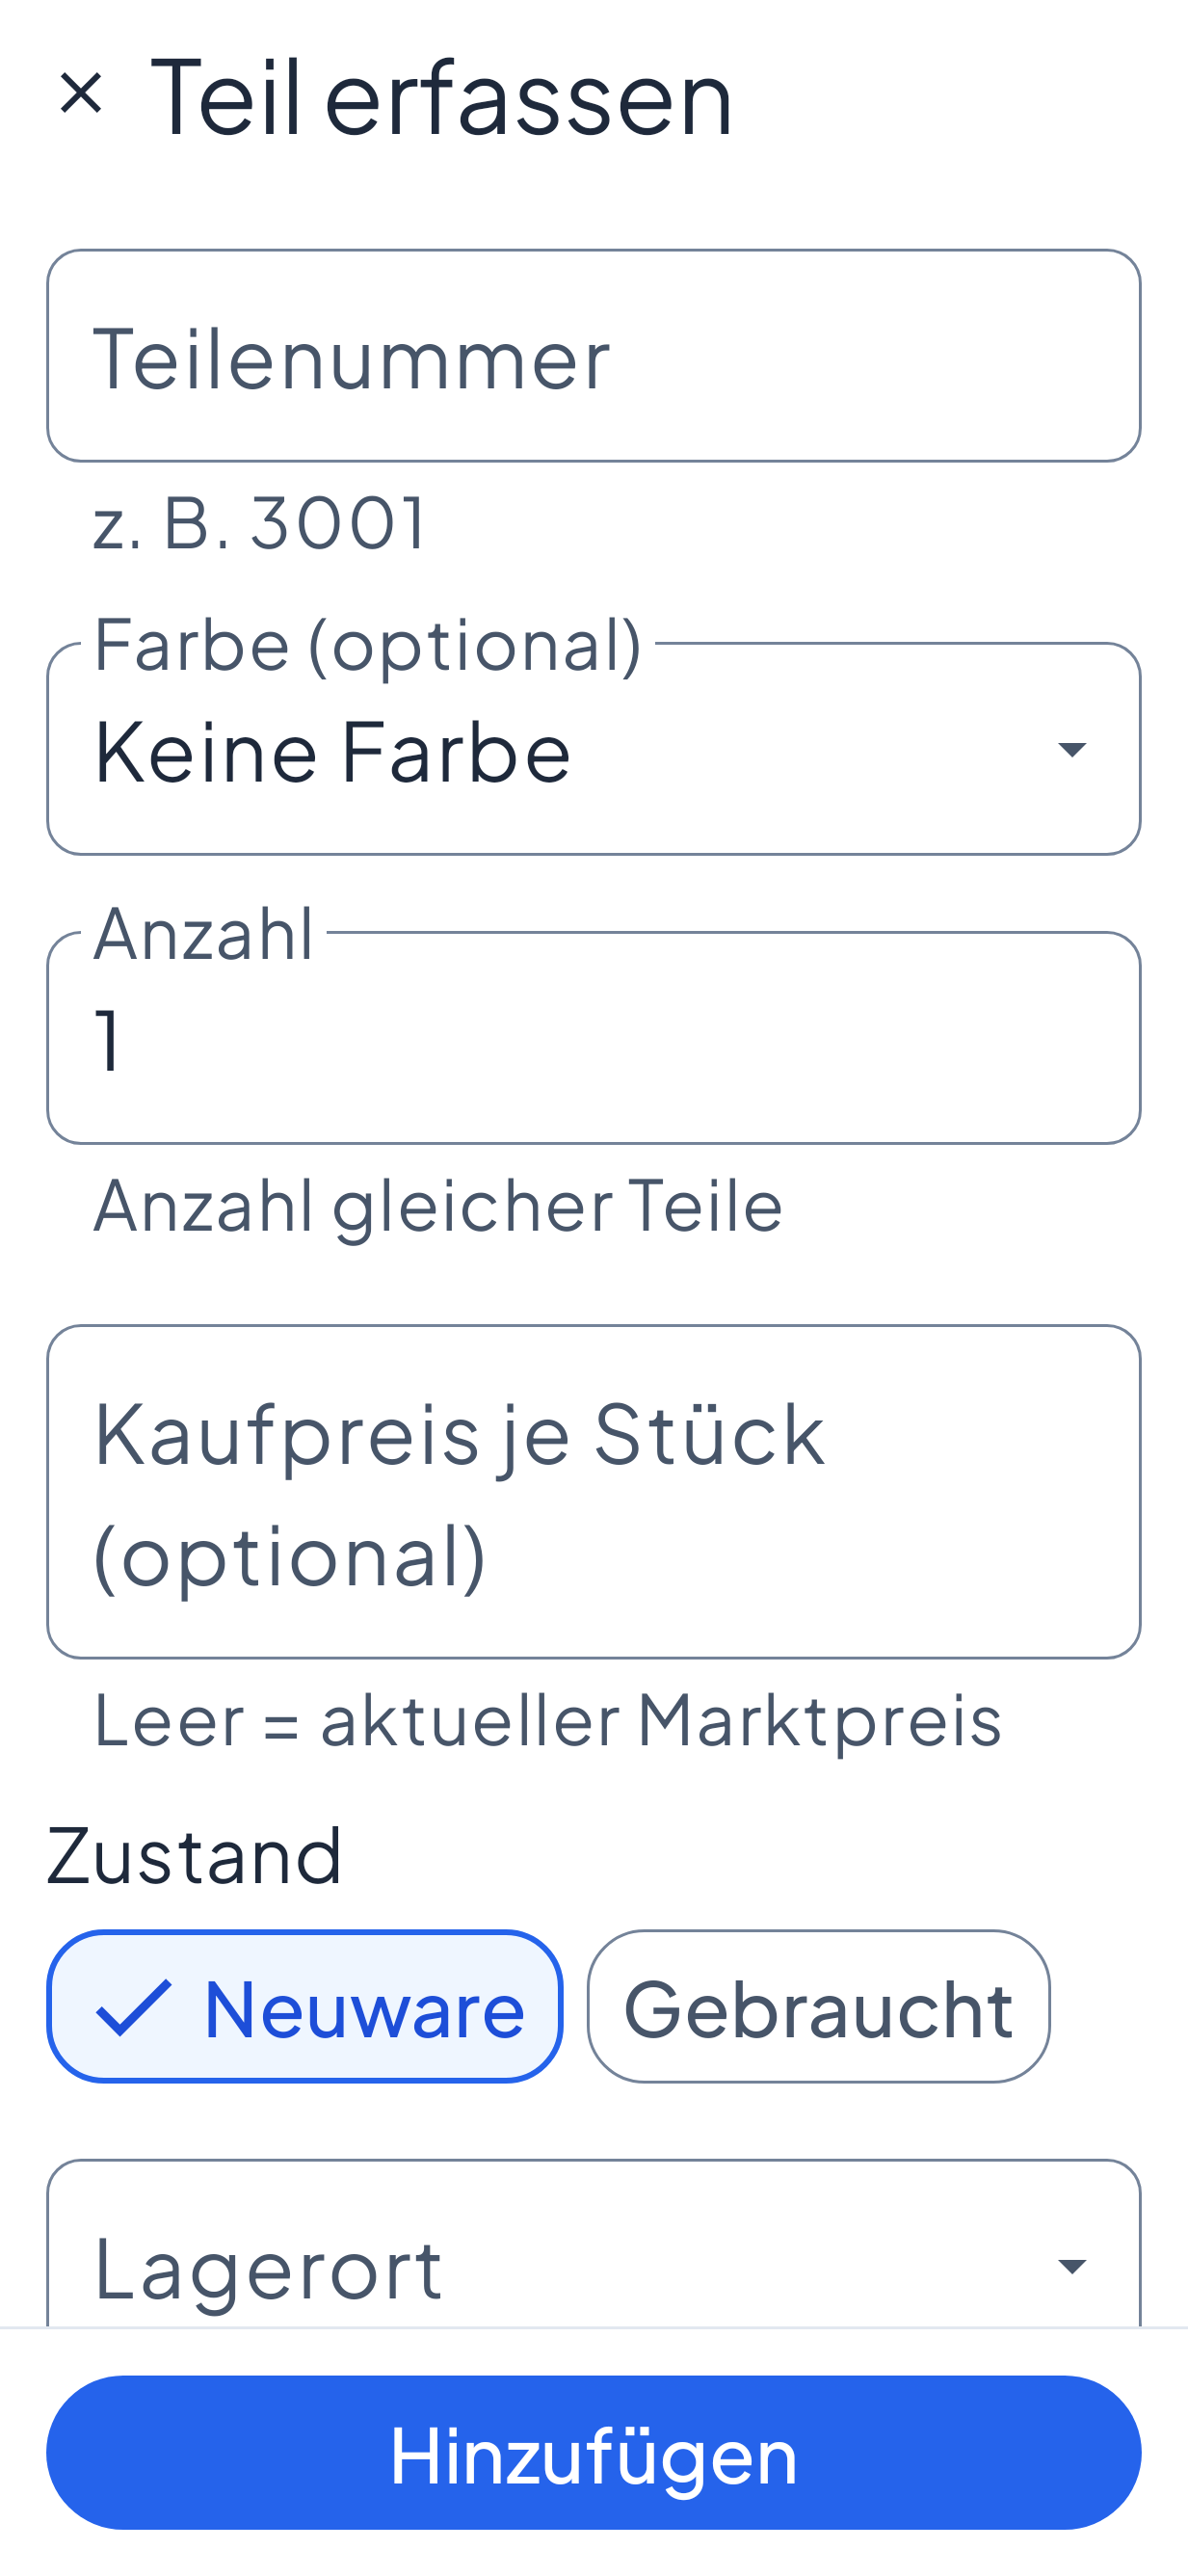 Teil erfassen
Teilenummer
z. B. 3001
Farbe (optional)
Keine Farbe
Anzahl
1
Anzahl gleicher Teile
Kaufpreis je Stück
(optional)
Leer = aktueller Marktpreis
Zustand
Neuware Gebraucht
Lagerort
Hinzufügen